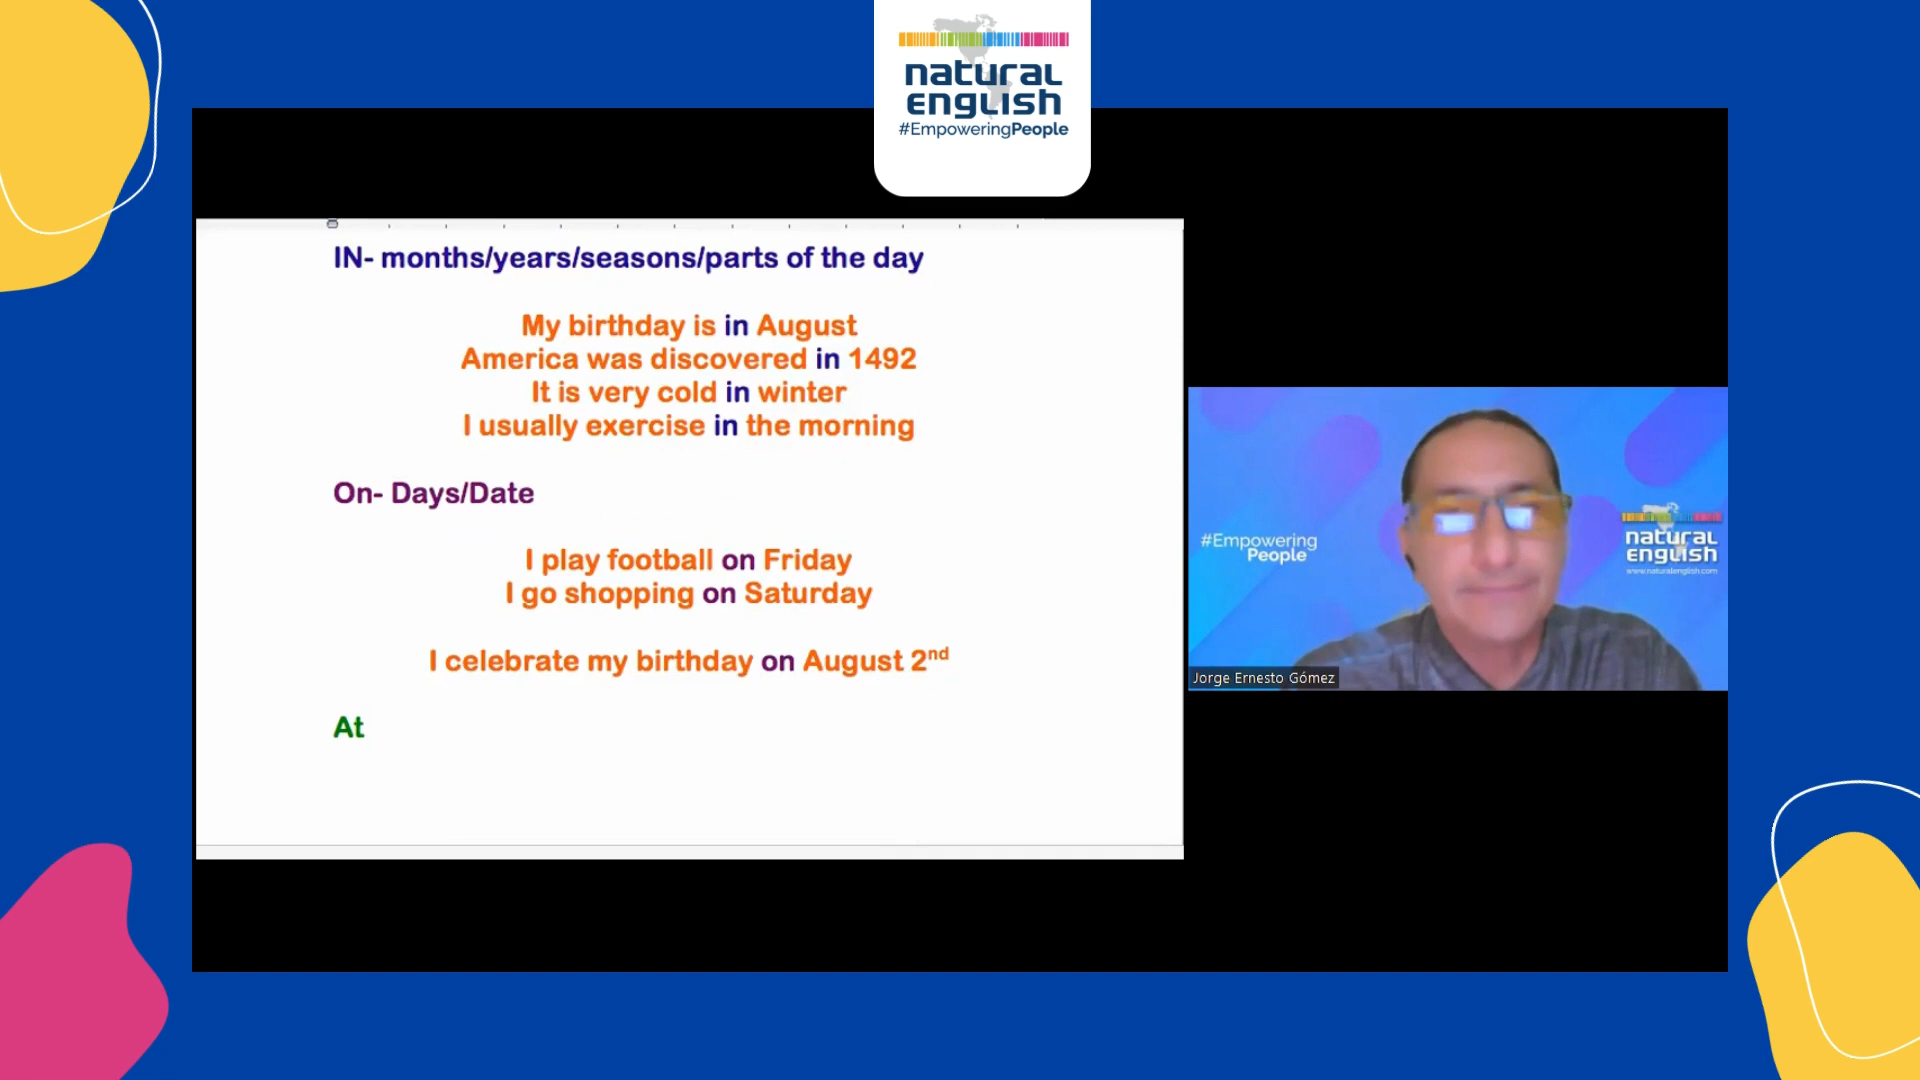 natural
english
#EmpoweringPeople
IN- months/years/seasons/parts of the day
My birthday is in August
America was discovered in 1492
It is very cold in winter
I usually exercise in the morning
On- Days/Date
I play football on Friday
I go shopping on Saturday
I celebrate my birthday on August 2nd
At
#Empowering
People
natural
english
www.naturalenglish.com
Jorge Ernesto Gómez